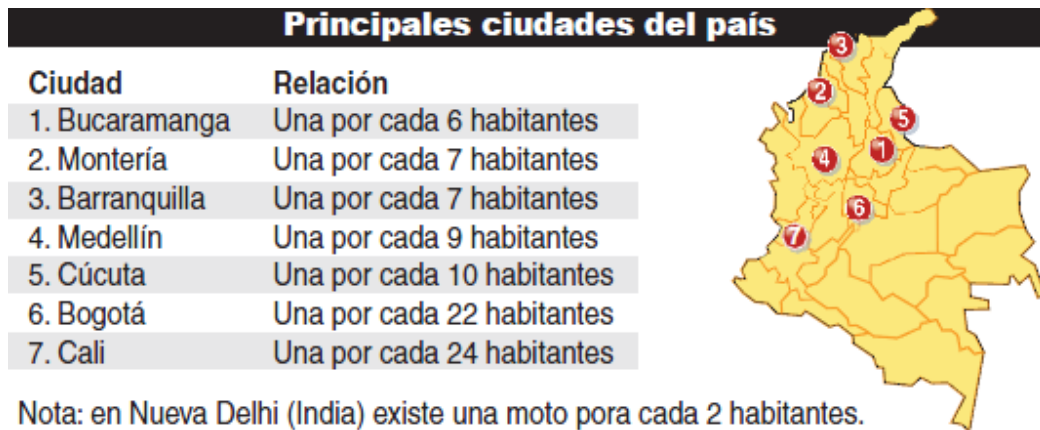 Principales ciudades del país
Ciudad Relación
1. Bucaramanga Una por cada 6 habitantes
2. Montería Una por cada 7 habitantes
3. Barranquilla Una por cada 7 habitantes
4. Medellín Una por cada 9 habitantes
5. Cúcuta Una por cada 10 habitantes
6. Bogotá Una por cada 22 habitantes
7. Cali Una por cada 24 habitantes
Nota: en Nueva Delhi (India) existe una moto pora cada 2 habitantes.
3
2
5
1
4
6
7